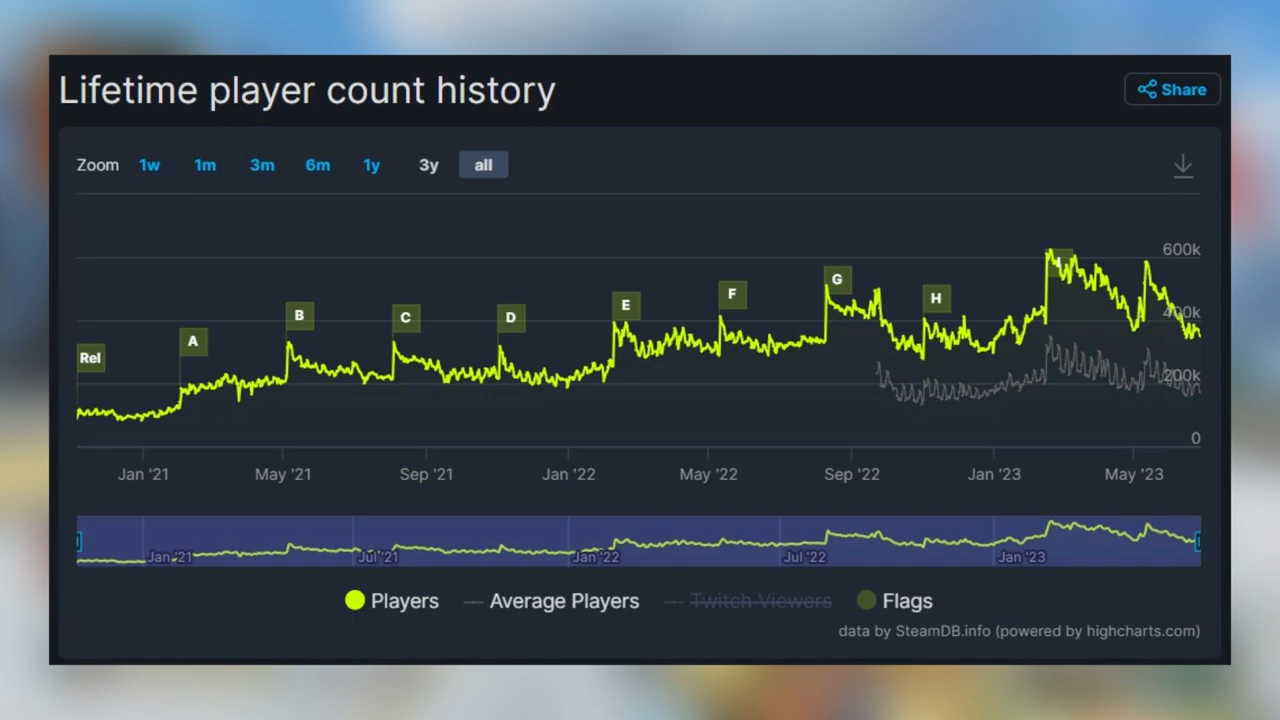 Lifetime player count history
Share
Zoom 1w 1m 3m 6m 1y 3y all
600k
400k
200k
0
Rel A B C D E F G H I
Jan '21 May '21 Sep '21 Jan '22 May '22 Sep '22 Jan '23 May '23
Jan '21 Jul '21 Jan '22 Jul '22 Jan '23
Players Average Players Twitch Viewers Flags
data by SteamDB.info (powered by highcharts.com)